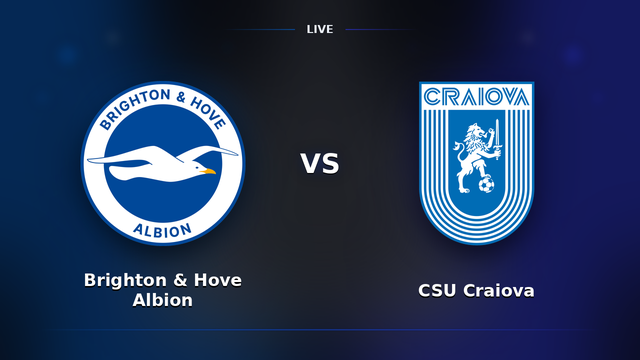 LIVE
BRIGHTON & HOVE
ALBION
VS
CRAIOVA
Brighton & Hove
Albion
CSU Craiova